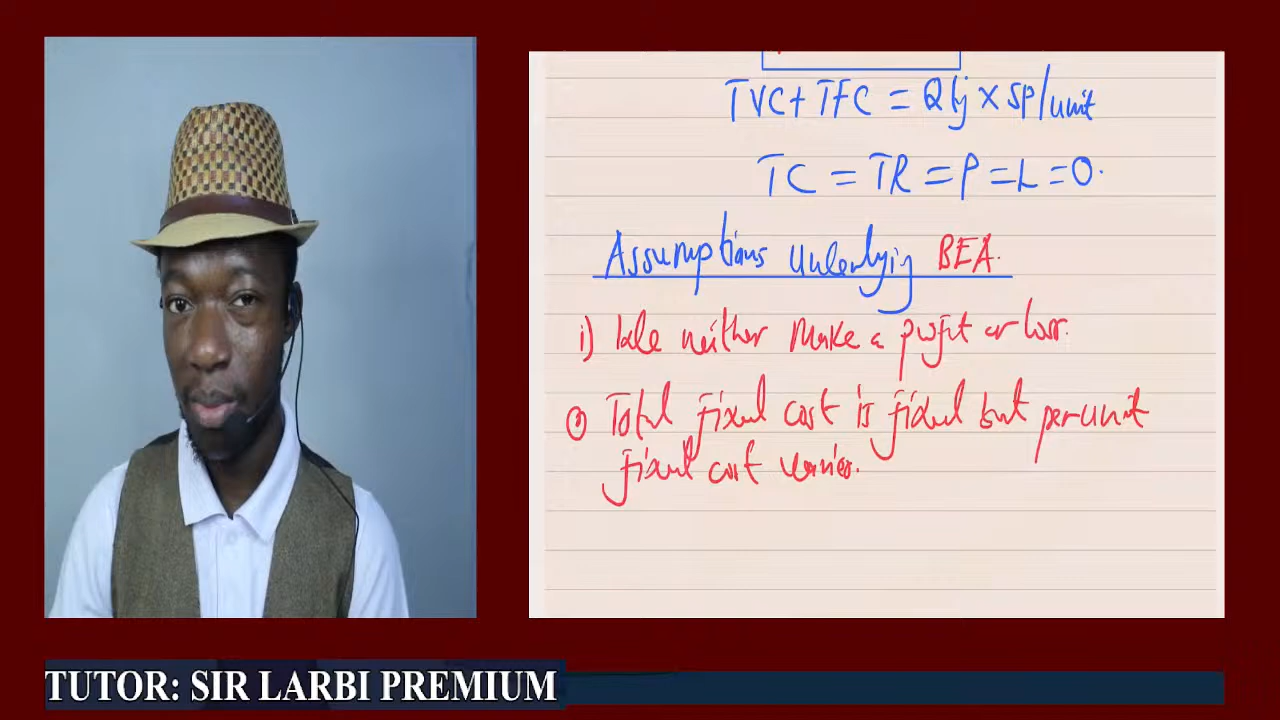 TVC + TFC = Qty × SP/unit
TC = TR = P = L = 0.
Assumptions Underlying BEA.
i) We neither Make a profit or loss.
Total fixed cost is fixed but per unit
fixed cost varies.
TUTOR: SIR LARBI PREMIUM